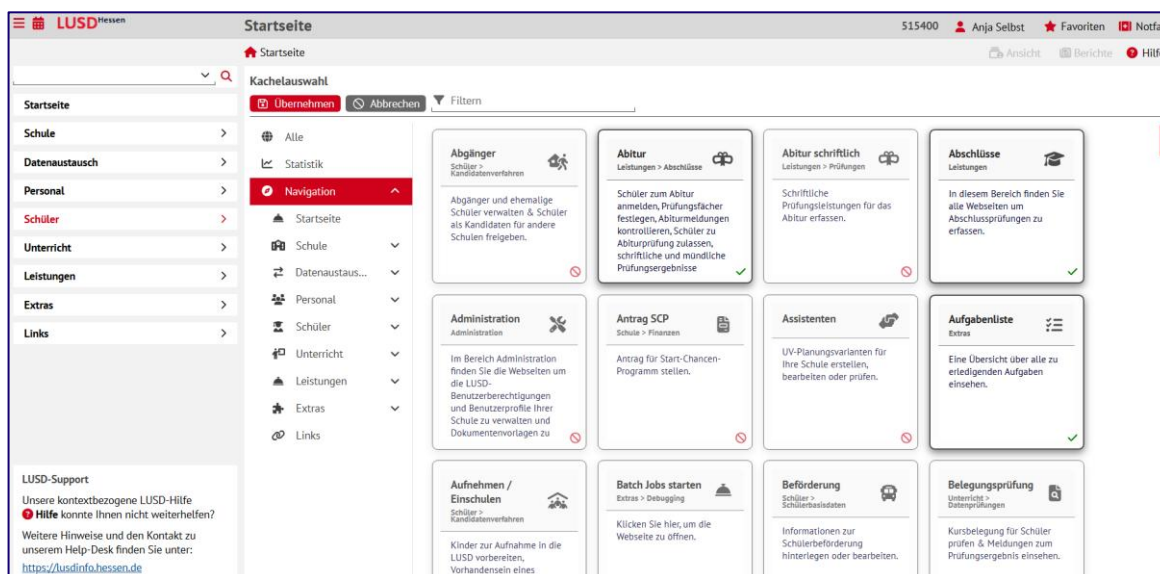 LUSD Hessen
Startseite
515400 Anja Selbst Favoriten
Startseite
Ansicht Berichte
Kachelauswahl
Übernehmen Abbrechen Filtern
Startseite
Schule
Datenaustausch
Personal
Schüler
Unterricht
Leistungen
Extras
Links
LUSD-Support
Unsere kontextbezogene LUSD-Hilfe
Hilfe konnte Ihnen nicht weiterhelfen?
Weitere Hinweise und den Kontakt zu
unserem Help-Desk finden Sie unter:
https://lusdinfo.hessen.de
Alle
Statistik
Navigation
Startseite
Schule
Datenaustaus...
Personal
Schüler
Unterricht
Leistungen
Extras
Links
Abgänger
Schüler >
Kandidatenverfahren
Abgänger und ehemalige
Schüler verwalten & Schüler
als Kandidaten für andere
Schulen freigeben.
Abitur
Leistungen > Abschlüsse
Schüler zum Abitur
anmelden, Prüfungsfächer
festlegen, Abiturmeldungen
kontrollieren, Schüler zu
Abiturprüfung zulassen,
schriftliche und mündliche
Prüfungsergebnisse
Abitur schriftlich
Leistungen > Prüfungen
Schriftliche
Prüfungsleistungen für das
Abitur erfassen.
Abschlüsse
Leistungen
In diesem Bereich finden Sie
alle Webseiten um
Abschlussprüfungen zu
erfassen.
Administration
Administration
Im Bereich Administration
finden Sie die Webseiten um
die LUSD-
Benutzerberechtigungen
und Benutzerprofile Ihrer
Schule zu verwalten und
Dokumentenvorlagen zu
Antrag SCP
Schule > Finanzen
Antrag für Start-Chancen-
Programm stellen.
Assistenten
UV-Planungsvarianten für
Ihre Schule erstellen,
bearbeiten oder prüfen.
Aufgabenliste
Extras
Eine Übersicht über alle zu
erledigenden Aufgaben
einsehen.
Aufnehmen /
Einschulen
Schüler >
Kandidatenverfahren
Kinder zur Aufnahme in die
LUSD vorbereiten,
Vorhandensein eines
Batch Jobs starten
Extras > Debugging
Klicken Sie hier, um die
Webseite zu öffnen.
Beförderung
Schüler >
Schülerbasisdaten
Informationen zur
Schülerbeförderung
hinterlegen oder bearbeiten.
Belegungsprüfung
Unterricht >
Datenprüfungen
Kursbelegung für Schüler
prüfen & Meldungen zum
Prüfungsergebnis einsehen.